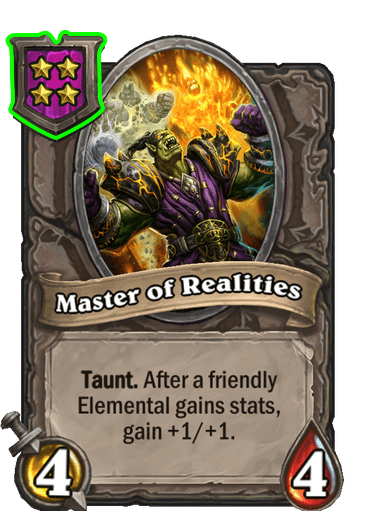 Master of Realities
Taunt. After a friendly
Elemental gains stats,
gain +1/+1.
4
4